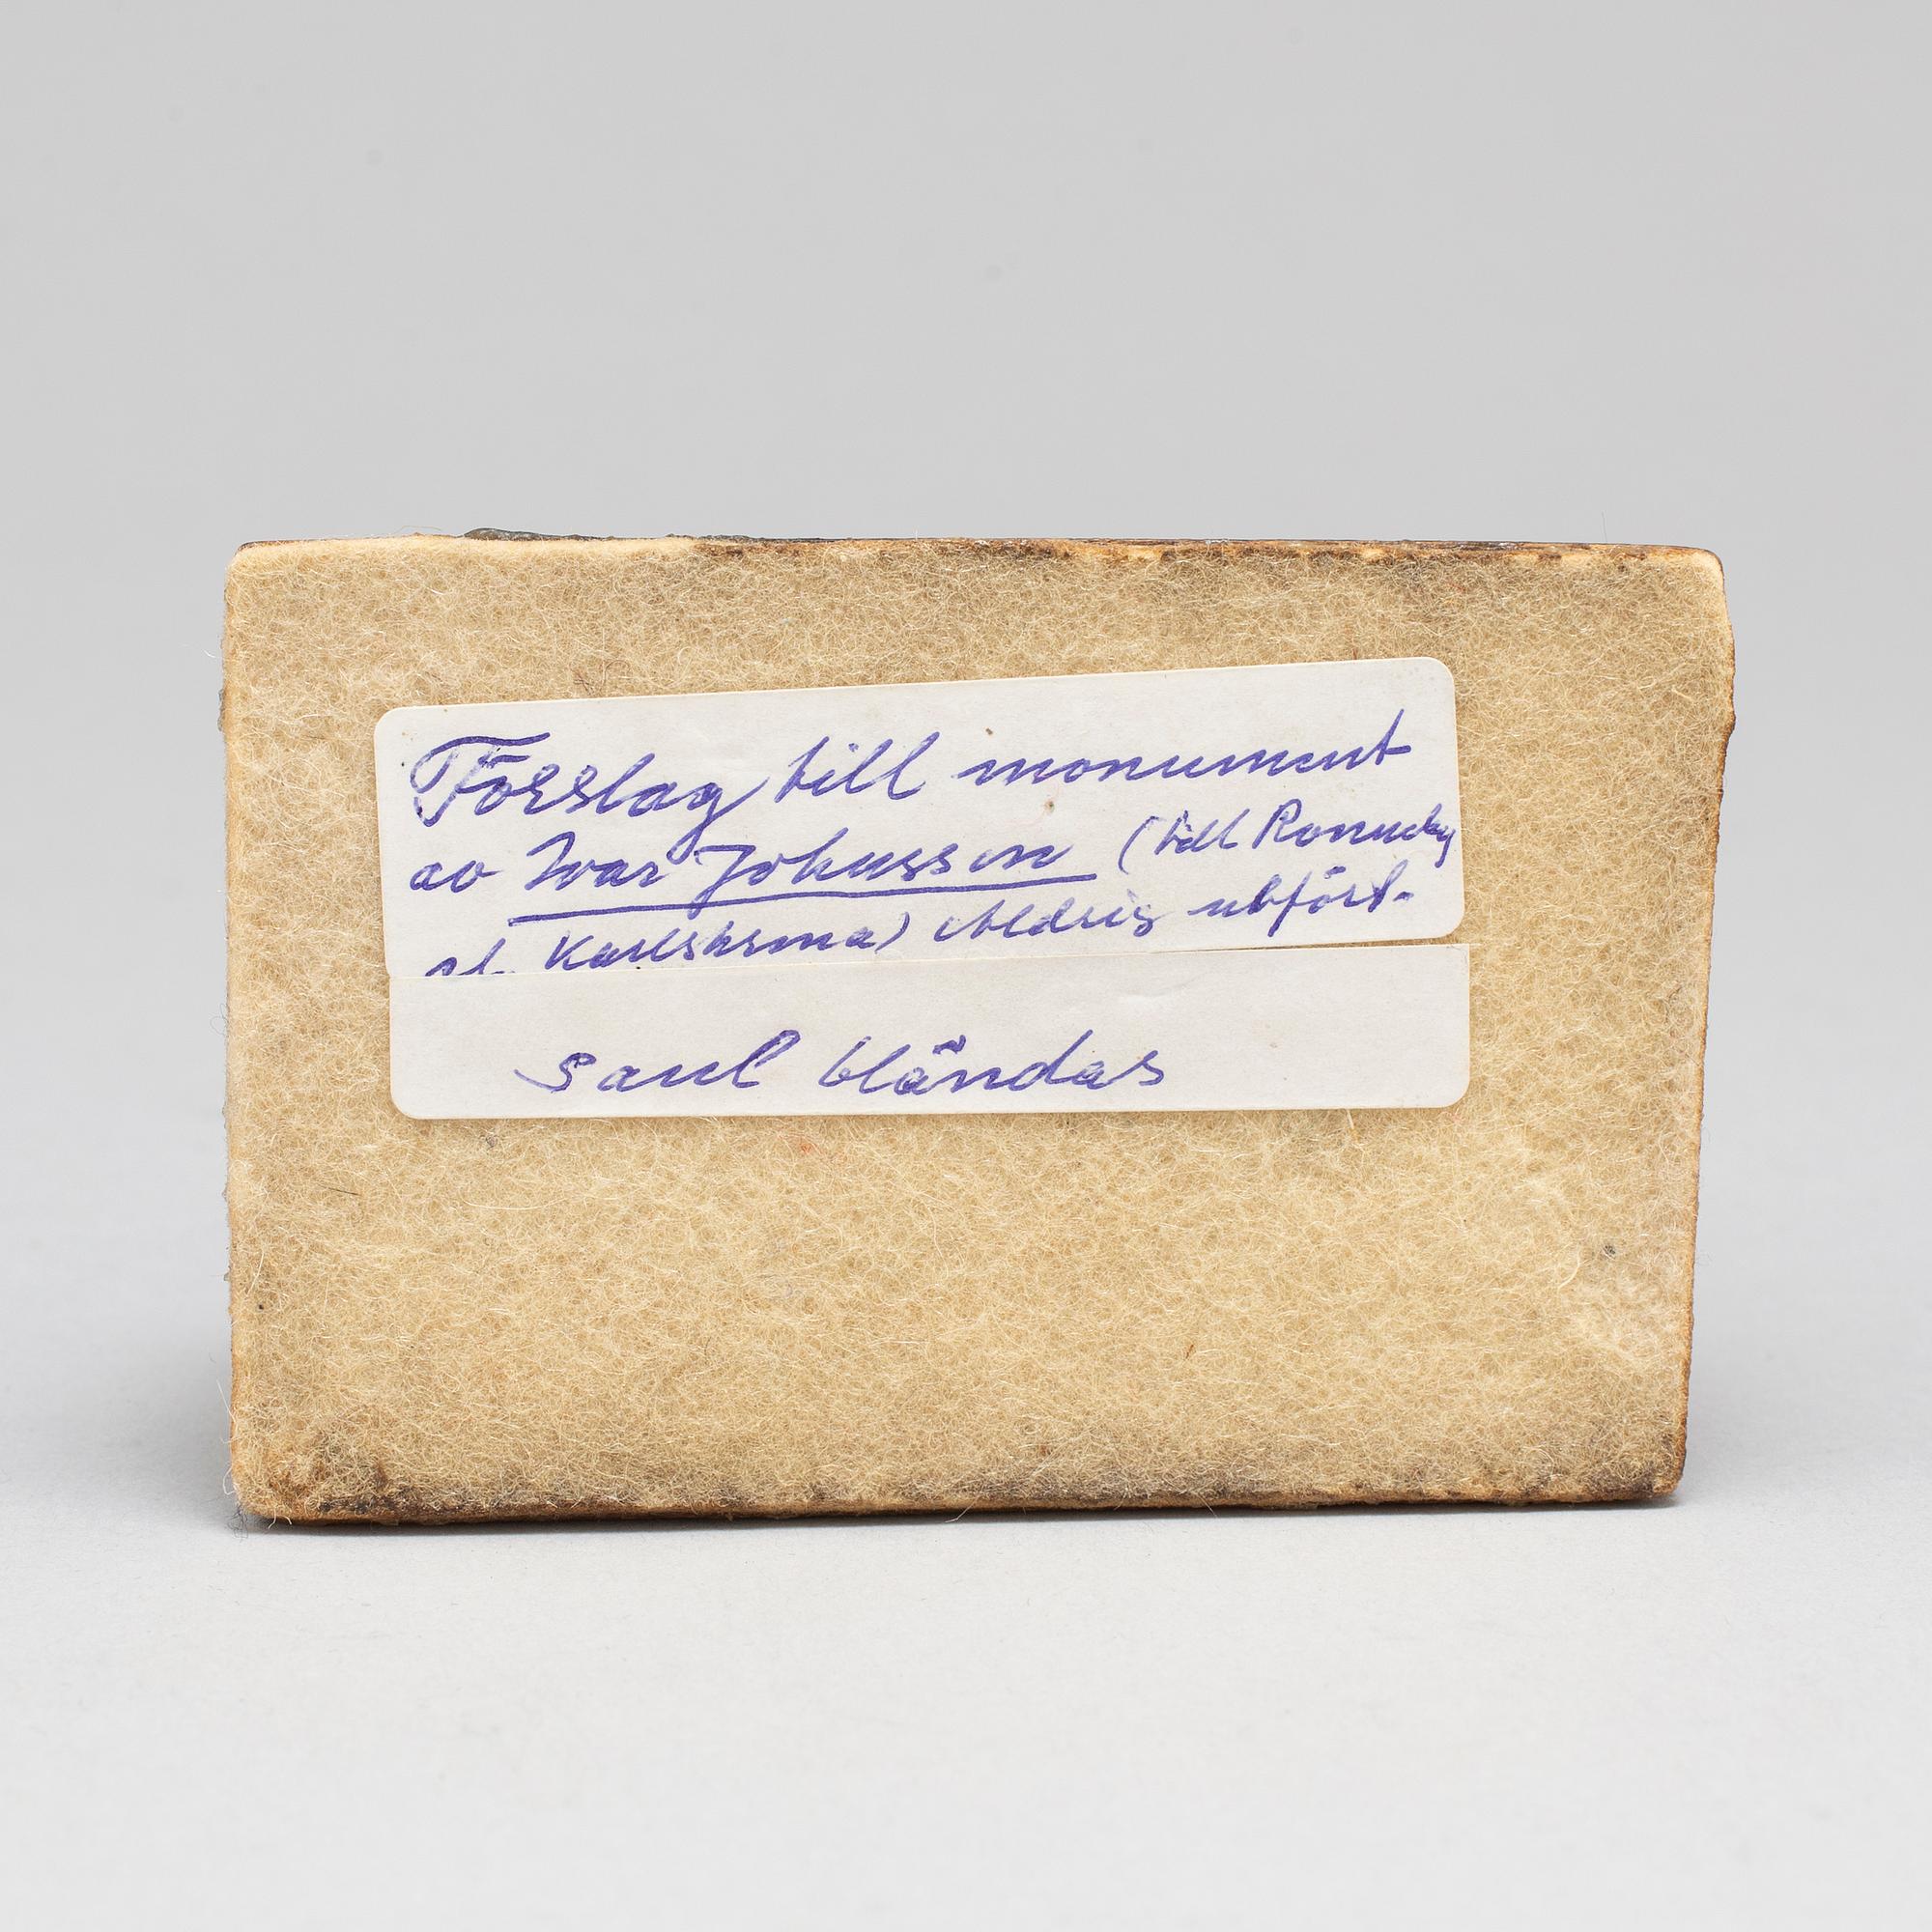 Förslag till monument
av Ivar Johnsson (till Ronneby
el. Karlskrona) Aldrig utfört.
Saul bländas